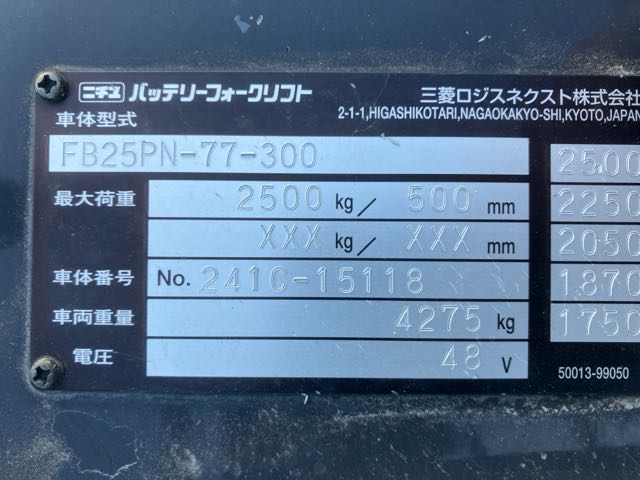 ニチユ バッテリーフォークリフト 三菱ロジスネクスト株式会社
2-1-1,HIGASHIKOTARI,NAGAOKAKYO-SHI,KYOTO,JAPAN
車体型式
FB25PN-77-300 2500
最大荷重 2500 kg / 500 mm 2250
XXX kg / XXX mm 2050
車体番号 No. 241C-15118 1870
車両重量 4275 kg 1750
電圧 48 V
50013-99050